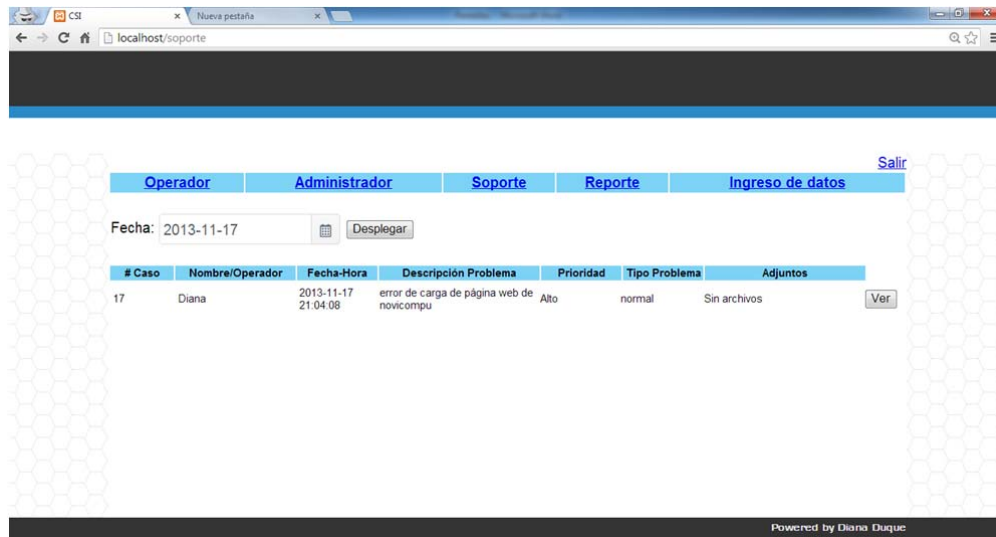 CSI
Nueva pestaña
localhost/soporte
Salir
Operador Administrador Soporte Reporte Ingreso de datos
Fecha: 2013-11-17 Desplegar
# Caso Nombre/Operador Fecha-Hora Descripción Problema Prioridad Tipo Problema Adjuntos
17 Diana 2013-11-17 21:04:08 error de carga de página web de novicompu Alto normal Sin archivos Ver
Powered by Diana Duque